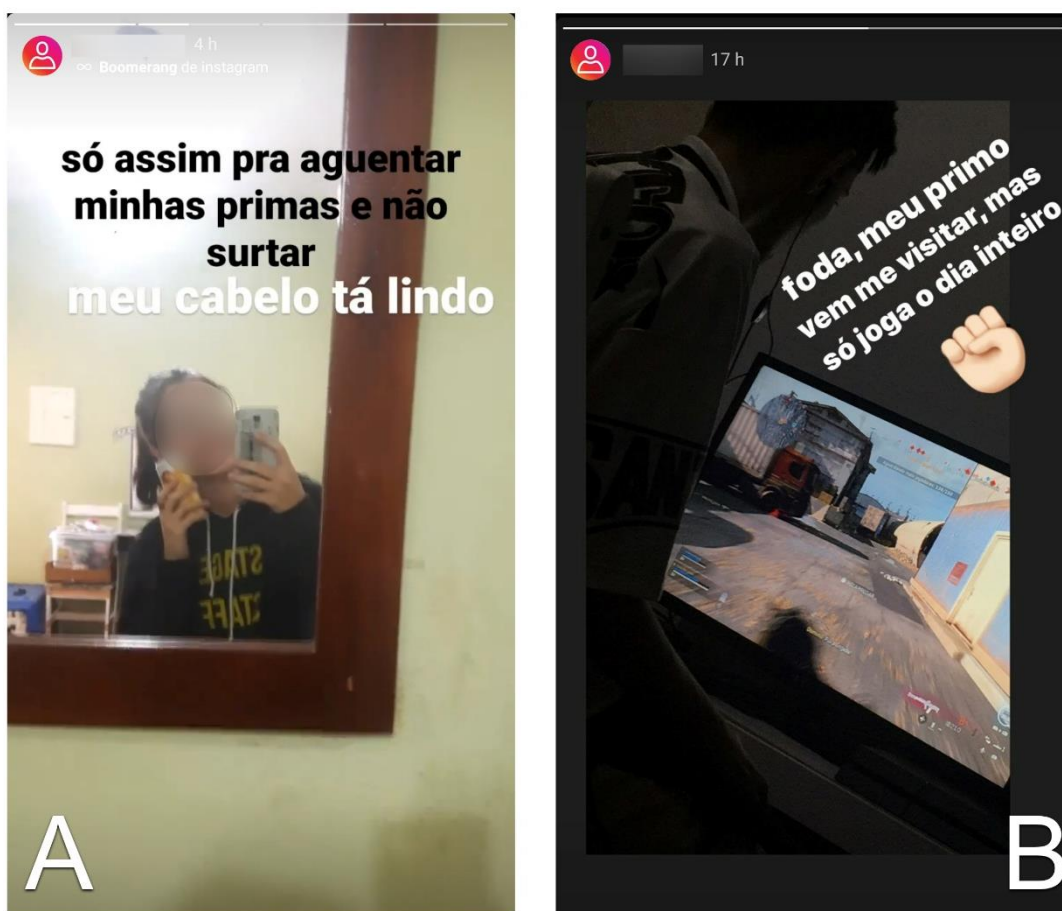 4 h
Boomerang de instagram
só assim pra aguentar
minhas primas e não
surtar
meu cabelo tá lindo
STAGE
STAFF
A
17 h
foda, meu primo
vem me visitar, mas
só joga o dia inteiro
B